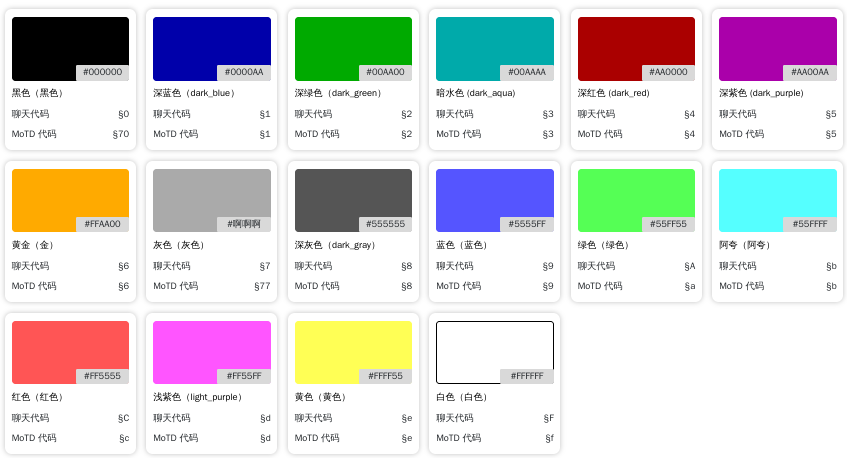 #000000
黑色（黑色）
聊天代码 §0
MoTD 代码 §70
#0000AA
深蓝色（dark_blue）
聊天代码 §1
MoTD 代码 §1
#00AA00
深绿色（dark_green）
聊天代码 §2
MoTD 代码 §2
#00AAAA
暗水色 (dark_aqua）
聊天代码 §3
MoTD 代码 §3
#AA0000
深红色 (dark_red）
聊天代码 §4
MoTD 代码 §4
#AA00AA
深紫色 (dark_purple）
聊天代码 §5
MoTD 代码 §5
#FFAA00
黄金（金）
聊天代码 §6
MoTD 代码 §6
#啊啊啊
灰色（灰色）
聊天代码 §7
MoTD 代码 §77
#555555
深灰色（dark_gray）
聊天代码 §8
MoTD 代码 §8
#5555FF
蓝色（蓝色）
聊天代码 §9
MoTD 代码 §9
#55FF55
绿色（绿色）
聊天代码 §A
MoTD 代码 §a
#55FFFF
阿夸（阿夸）
聊天代码 §b
MoTD 代码 §b
#FF5555
红色（红色）
聊天代码 §C
MoTD 代码 §c
#FF55FF
浅紫色（light_purple）
聊天代码 §d
MoTD 代码 §d
#FFFF55
黄色（黄色）
聊天代码 §e
MoTD 代码 §e
#FFFFFF
白色（白色）
聊天代码 §F
MoTD 代码 §f